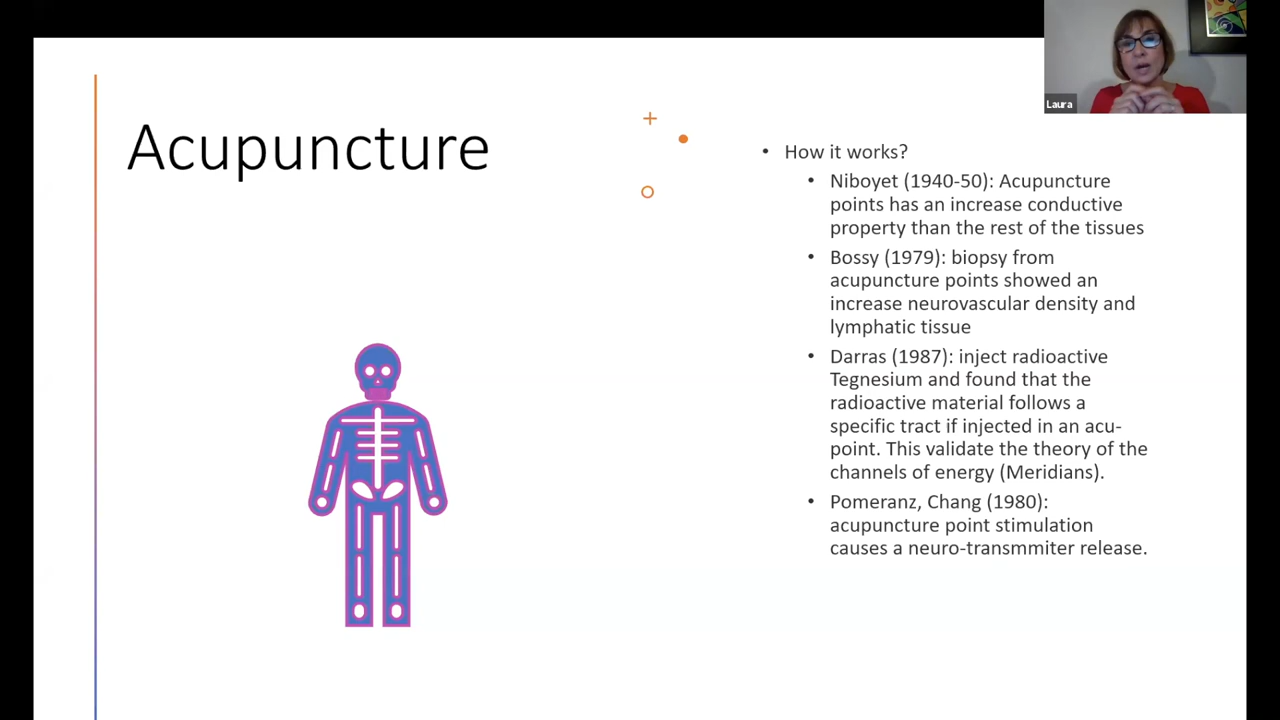 Laura
Acupuncture
• How it works?
• Niboyet (1940-50): Acupuncture
points has an increase conductive
property than the rest of the tissues
• Bossy (1979): biopsy from
acupuncture points showed an
increase neurovascular density and
lymphatic tissue
• Darras (1987): inject radioactive
Tegnesium and found that the
radioactive material follows a
specific tract if injected in an acu-
point. This validate the theory of the
channels of energy (Meridians).
• Pomeranz, Chang (1980):
acupuncture point stimulation
causes a neuro-transmmiter release.